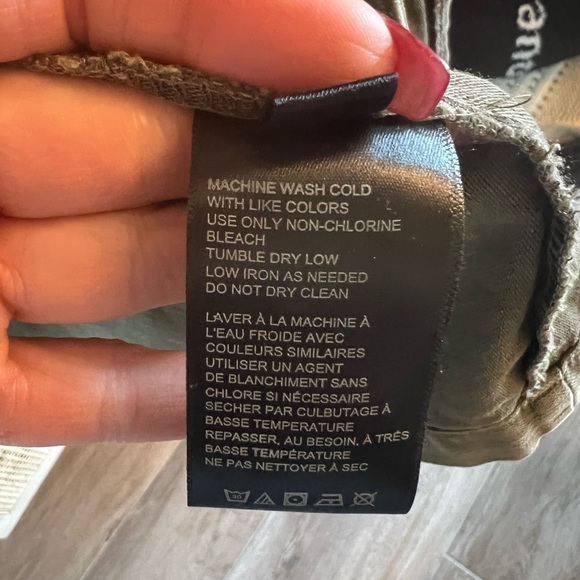 MACHINE WASH COLD
WITH LIKE COLORS
USE ONLY NON-CHLORINE
BLEACH
TUMBLE DRY LOW
LOW IRON AS NEEDED
DO NOT DRY CLEAN
LAVER À LA MACHINE À
L'EAU FROIDE AVEC
COULEURS SIMILAIRES
UTILISER UN AGENT
DE BLANCHIMENT SANS
CHLORE SI NÉCESSAIRE
SECHER PAR CULBUTAGE À
BASSE TEMPERATURE
REPASSER, AU BESOIN. À TRÈS
BASSE TEMPÉRATURE
NE PAS NETTOYER À SEC